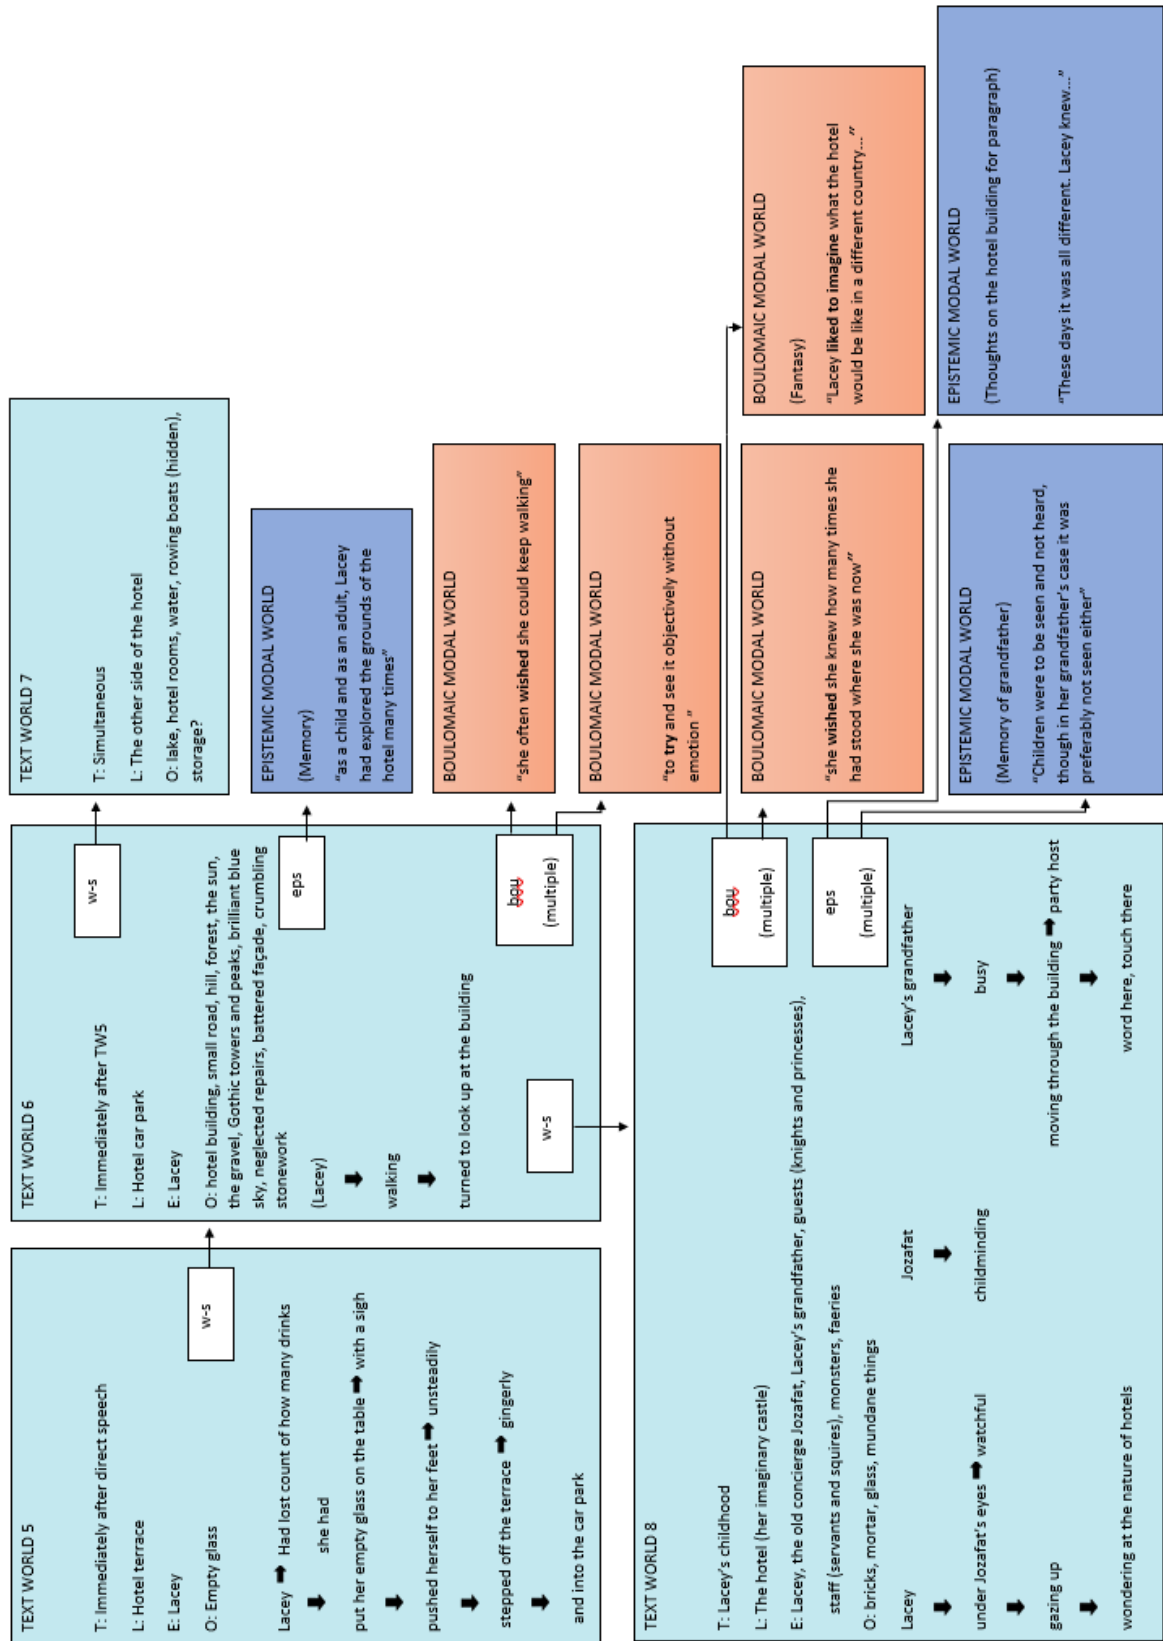 TEXT WORLD 5
T: Immediately after direct speech
L: Hotel terrace
E: Lacey
O: Empty glass
w-s
Lacey ➡ Had lost count of how many drinks
she had
put her empty glass on the table ➡ with a sigh
pushed herself to her feet ➡ unsteadily
stepped off the terrace ➡ gingerly
and into the car park
TEXT WORLD 6
T: Immediately after TW5
L: Hotel car park
E: Lacey
O: hotel building, small road, hill, forest, the sun,
the gravel, Gothic towers and peaks, brilliant blue
sky, neglected repairs, battered façade, crumbling
stonework
(Lacey)
walking
turned to look up at the building
w-s
eps
bou
(multiple)
w-s
TEXT WORLD 7
T: Simultaneous
L: The other side of the hotel
O: lake, hotel rooms, water, rowing boats (hidden),
storage?
EPISTEMIC MODAL WORLD
(Memory)
“as a child and as an adult, Lacey
had explored the grounds of the
hotel many times”
BOULOMAIC MODAL WORLD
“she often wished she could keep walking”
BOULOMAIC MODAL WORLD
“to try and see it objectively without
emotion ”
TEXT WORLD 8
T: Lacey’s childhood
L: The hotel (her imaginary castle)
E: Lacey, the old concierge Jozafat, Lacey’s grandfather, guests (knights and princesses),
staff (servants and squires), monsters, faeries
O: bricks, mortar, glass, mundane things
Lacey
under Jozafat’s eyes ➡ watchful
gazing up
wondering at the nature of hotels
Jozafat
childminding
Lacey’s grandfather
busy
moving through the building ➡ party host
word here, touch there
bou
(multiple)
eps
(multiple)
BOULOMAIC MODAL WORLD
“she wished she knew how many times she
had stood where she was now”
BOULOMAIC MODAL WORLD
(Fantasy)
“Lacey liked to imagine what the hotel
would be like in a different country…”
EPISTEMIC MODAL WORLD
(Memory of grandfather)
“Children were to be seen and not heard,
though in her grandfather’s case it was
preferably not seen either”
EPISTEMIC MODAL WORLD
(Thoughts on the hotel building for paragraph)
“These days it was all different. Lacey knew…”